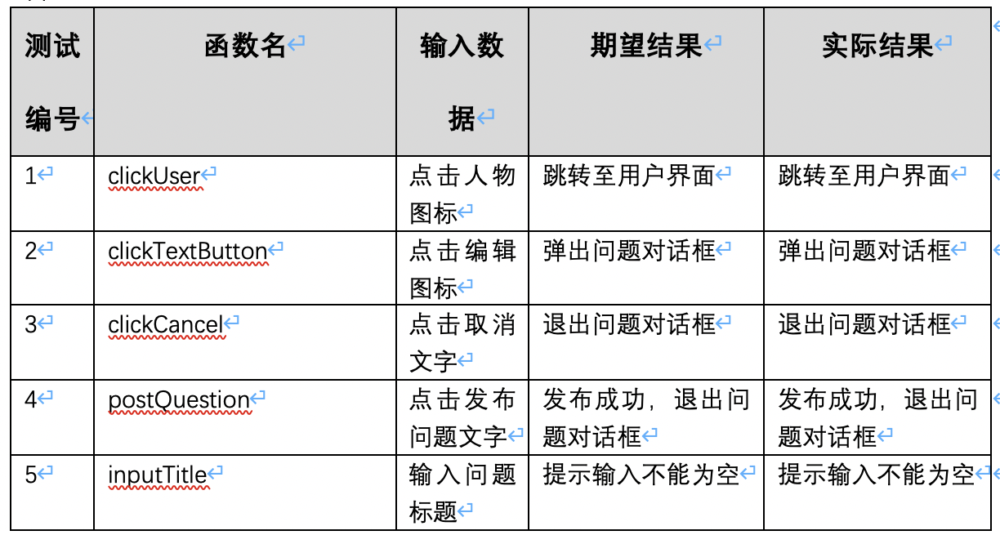 测试编号 函数名 输入数据 期望结果 实际结果
1 clickUser 点击人物图标 跳转至用户界面 跳转至用户界面
2 clickTextButton 点击编辑图标 弹出问题对话框 弹出问题对话框
3 clickCancel 点击取消文字 退出问题对话框 退出问题对话框
4 postQuestion 点击发布问题文字 发布成功，退出问题对话框 发布成功，退出问题对话框
5 inputTitle 输入问题标题 提示输入不能为空 提示输入不能为空